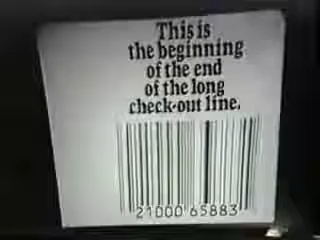 This is
the beginning
of the end
of the long
check-out line.
21000 65883